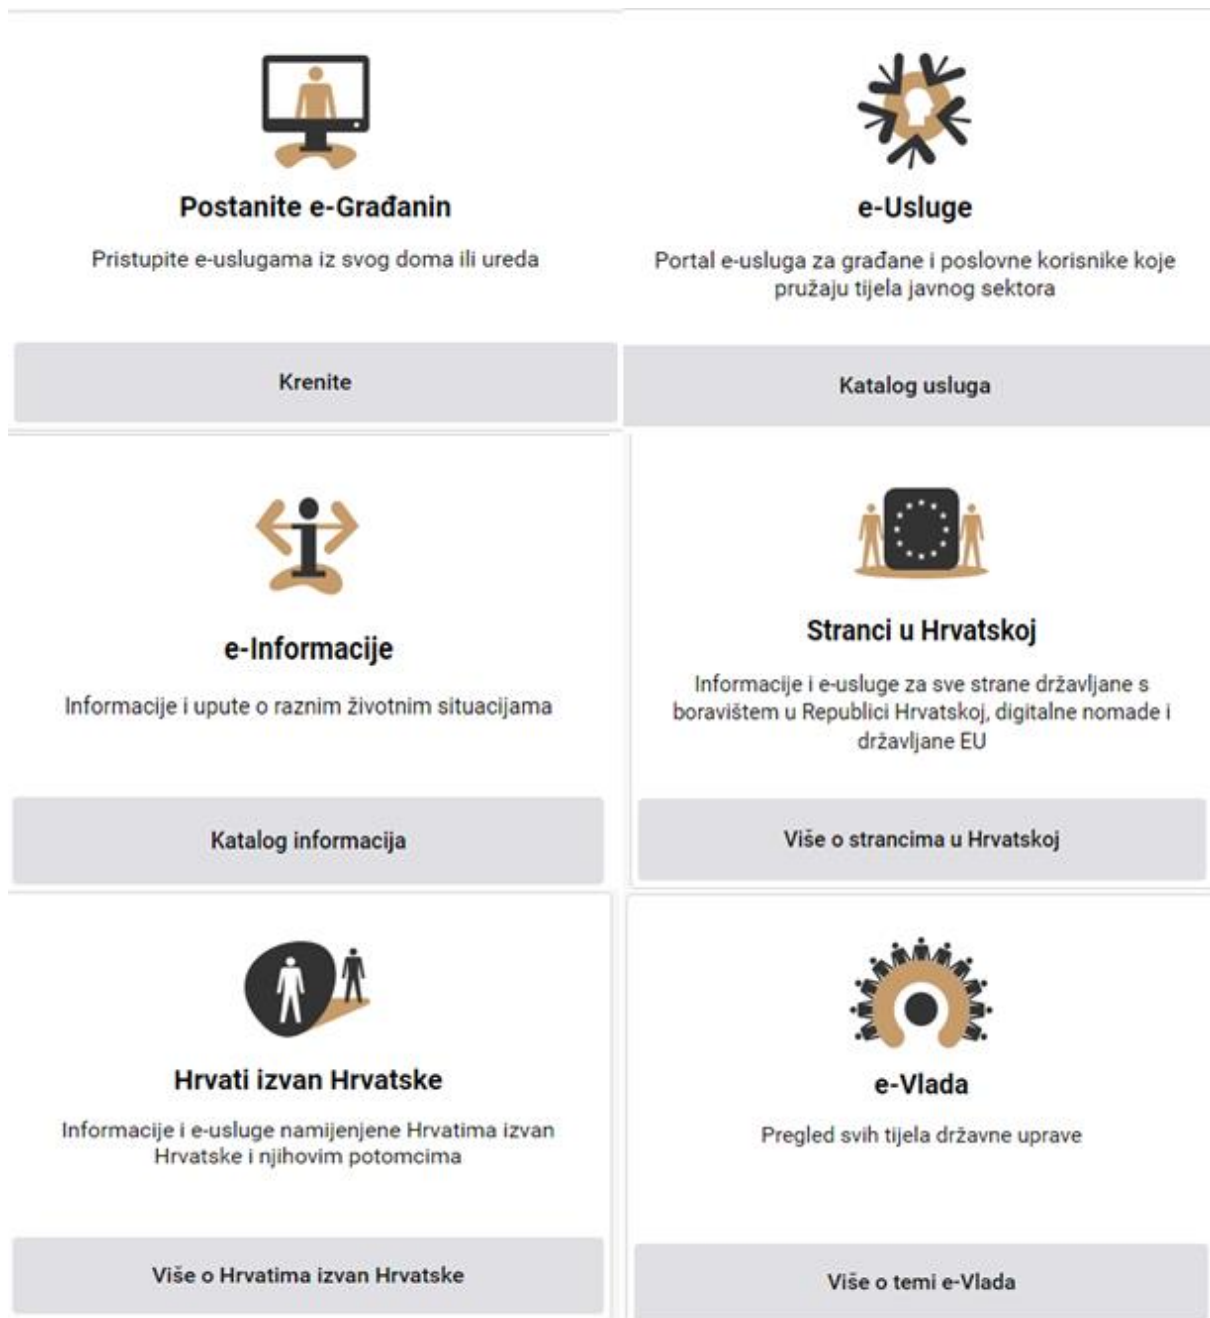 Postanite e-Građanin
Pristupite e-uslugama iz svog doma ili ureda
Krenite
e-Usluge
Portal e-usluga za građane i poslovne korisnike koje
pružaju tijela javnog sektora
Katalog usluga
e-Informacije
Informacije i upute o raznim životnim situacijama
Katalog informacija
Stranci u Hrvatskoj
Informacije i e-usluge za sve strane državljane s
boravištem u Republici Hrvatskoj, digitalne nomade i
državljane EU
Više o strancima u Hrvatskoj
Hrvati izvan Hrvatske
Informacije i e-usluge namijenjene Hrvatima izvan
Hrvatske i njihovim potomcima
Više o Hrvatima izvan Hrvatske
e-Vlada
Pregled svih tijela državne uprave
Više o temi e-Vlada